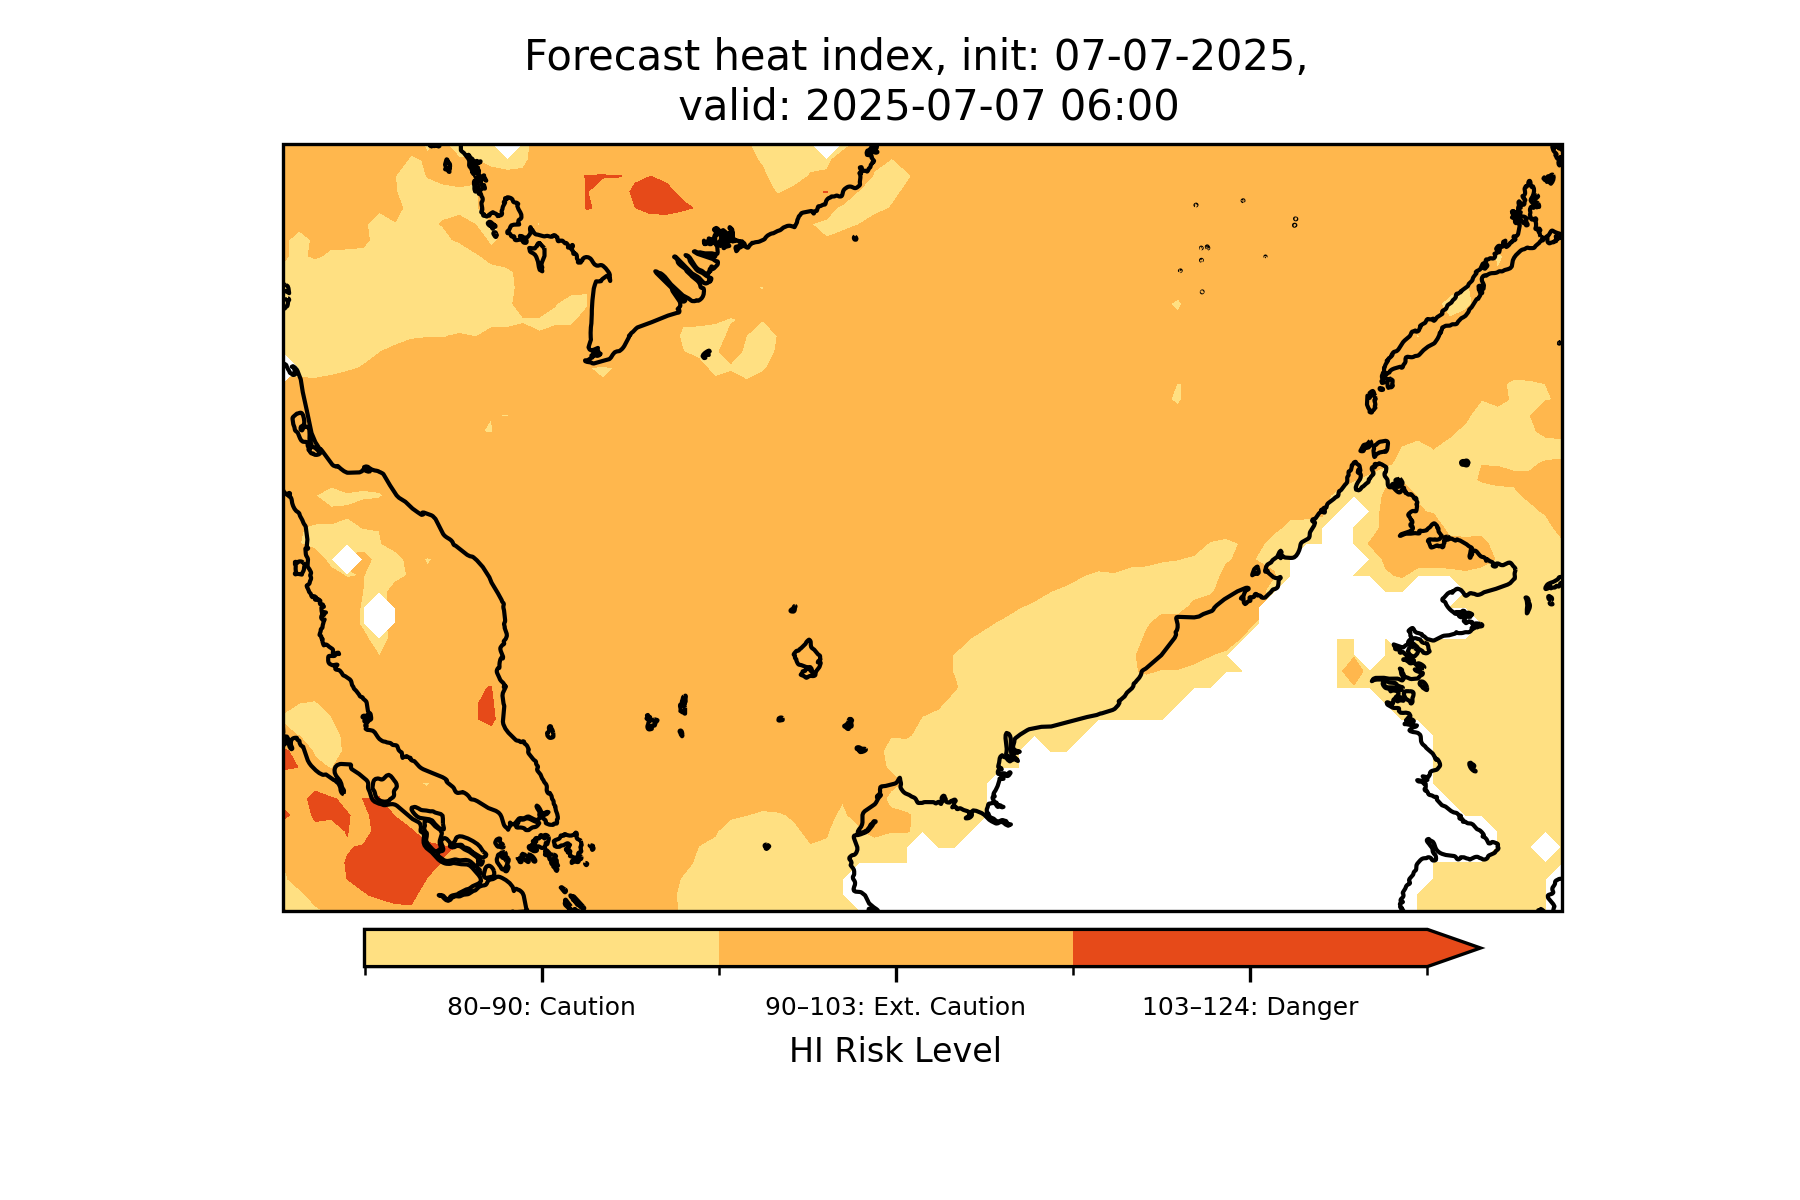 Forecast heat index, init: 07-07-2025,
valid: 2025-07-07 06:00
80–90: Caution
90–103: Ext. Caution
103–124: Danger
HI Risk Level